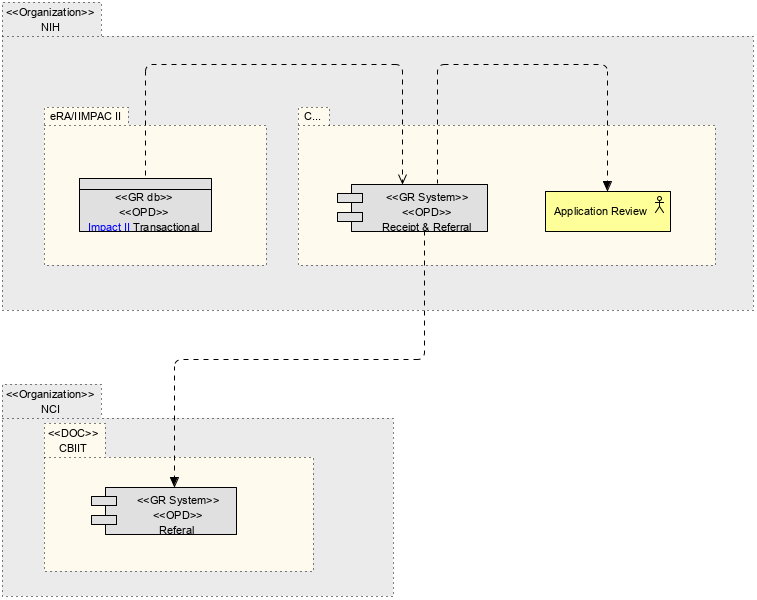 <<Organization>>
NIH
eRA/IIMPAC II
C...
<<GR db>>
<<OPD>>
Impact II Transactional
<<GR System>>
<<OPD>>
Receipt & Referral
Application Review
<<Organization>>
NCI
<<DOC>>
CBIIT
<<GR System>>
<<OPD>>
Referal